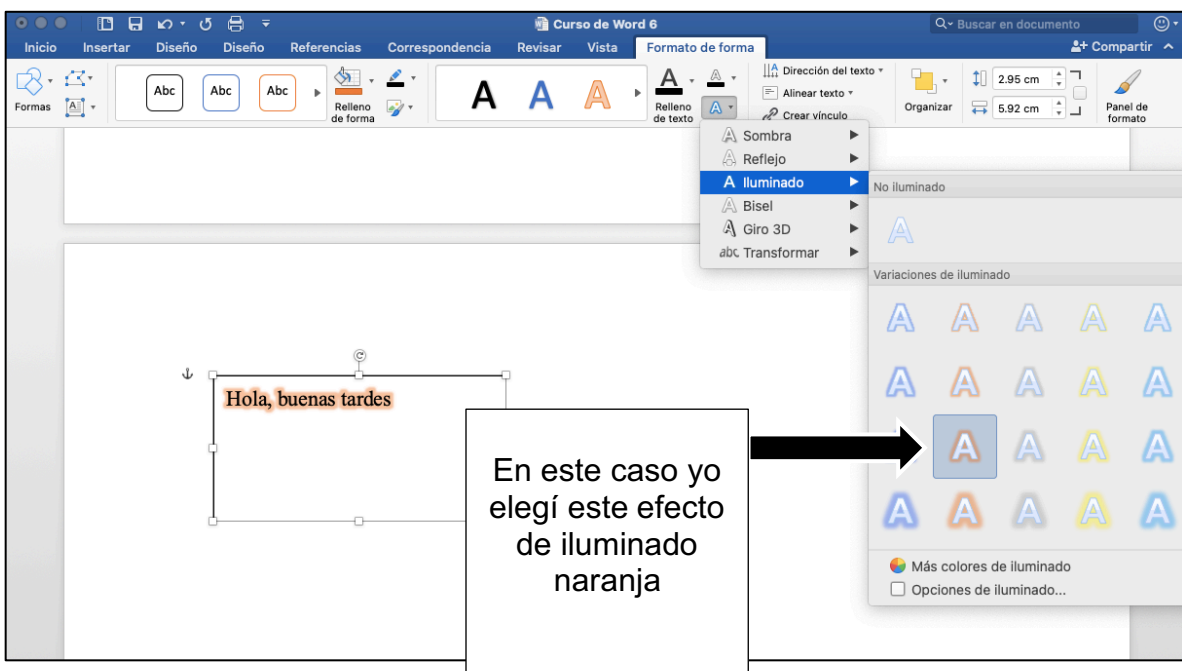 Curso de Word 6
Buscar en documento
Inicio Insertar Diseño Diseño Referencias Correspondencia Revisar Vista Formato de forma Compartir
Formas
Abc Abc Abc
Relleno de forma
A A A
Relleno de texto
Dirección del texto
Alinear texto
Crear vínculo
Organizar
2.95 cm
5.92 cm
Panel de formato
Sombra
Reflejo
Iluminado
Bisel
Giro 3D
abc Transformar
No iluminado
A
Variaciones de iluminado
A A A A A
A A A A A
A A A A
A A A A A
Más colores de iluminado
Opciones de iluminado...
Hola, buenas tardes
En este caso yo
elegí este efecto
de iluminado
naranja